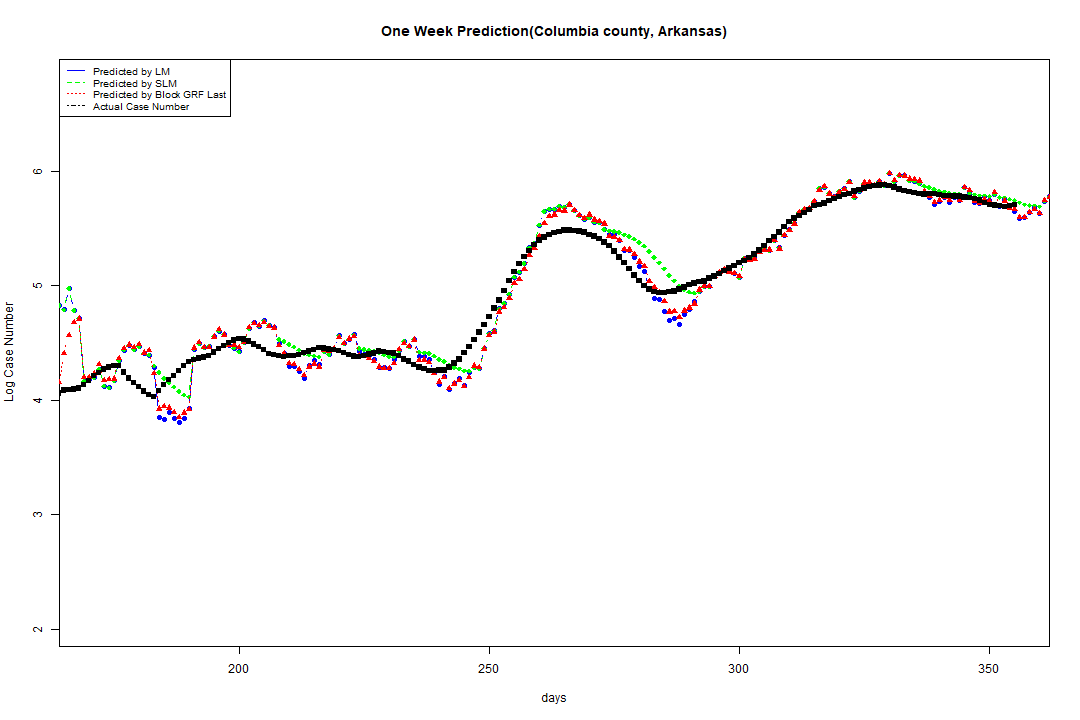 One Week Prediction(Columbia county, Arkansas)
Predicted by LM
Predicted by SLM
Predicted by Block GRF Last
Actual Case Number
6
5
4
3
2
Log Case Number
200 250 300 350
days